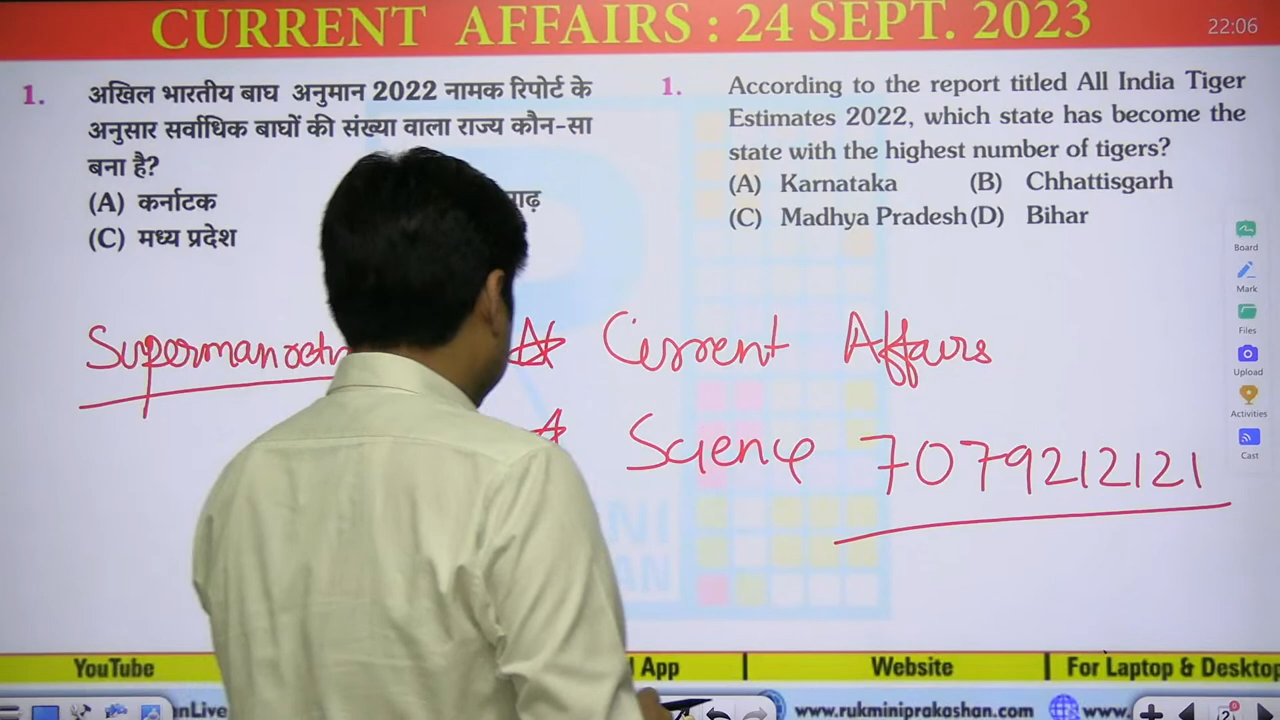 CURRENT AFFAIRS : 24 SEPT. 2023
22:06
1. अखिल भारतीय बाघ अनुमान 2022 नामक रिपोर्ट के
अनुसार सर्वाधिक बाघों की संख्या वाला राज्य कौन-सा
बना है?
(A) कर्नाटक
(C) मध्य प्रदेश
1. According to the report titled All India Tiger
Estimates 2022, which state has become the
state with the highest number of tigers?
(A) Karnataka (B) Chhattisgarh
(C) Madhya Pradesh (D) Bihar
Board
Mark
Files
Upload
Activities
Cast
Current Affairs
Science 7079212121
YouTube
App
Website
For Laptop & Desktop
www.rukminiprakashan.com
www.